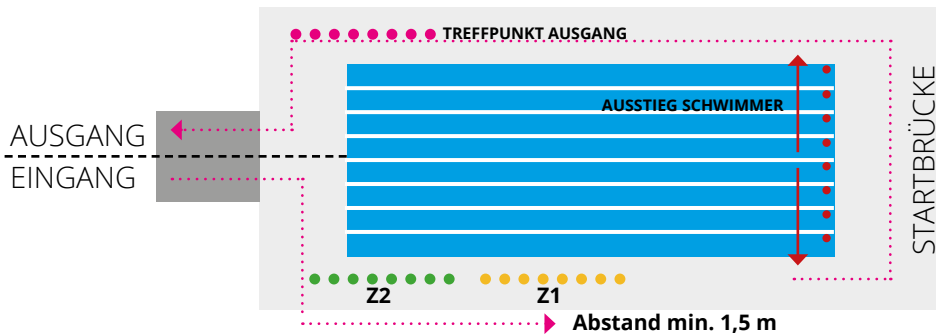 TREFFPUNKT AUSGANG
AUSSTIEG SCHWIMMER
STARTBRÜCKE
AUSGANG
EINGANG
Z2
Z1
Abstand min. 1,5 m